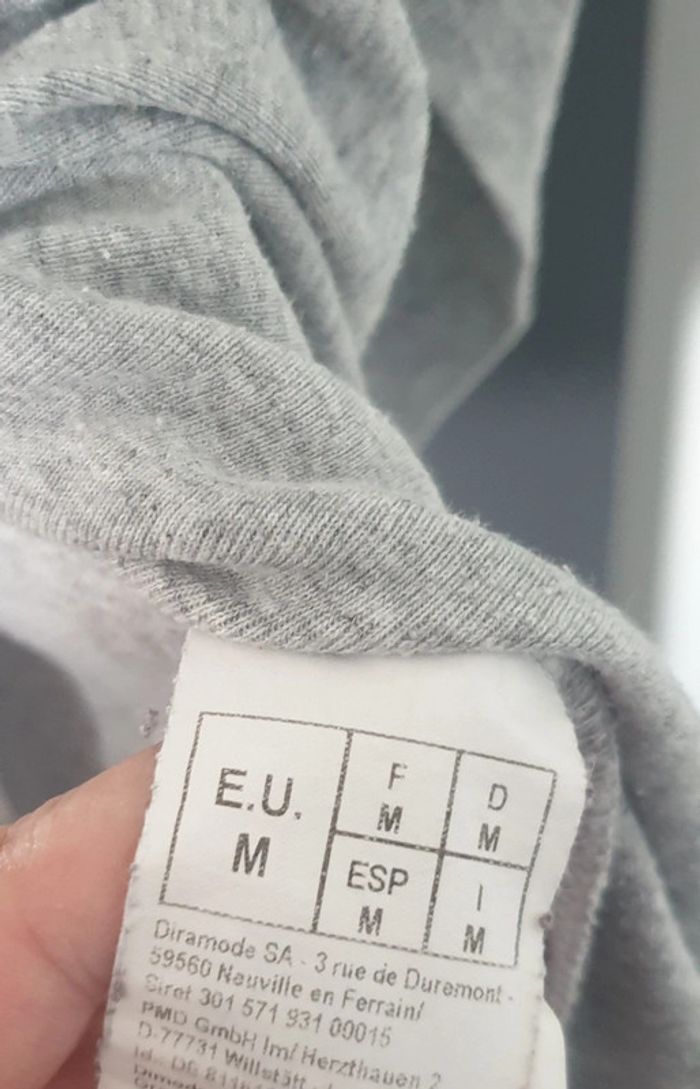 E.U.
M
F
M
D
M
ESP
M
I
M
Diramode SA - 3 rue de Duremont -
59560 Neuville en Ferrain/
Siret 301 571 931 00015
PMD GmbH Im/ Herzthauen 2
D-77731 Willstätt